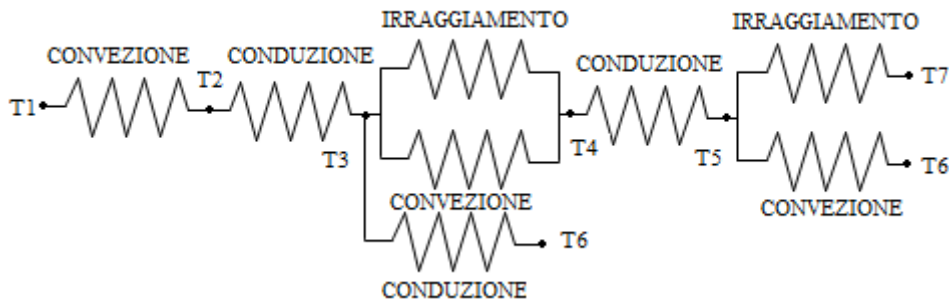 IRRAGGIAMENTO
IRRAGGIAMENTO
CONVEZIONE
CONDUZIONE
CONDUZIONE
T1
T2
T7
T3
T4
T5
T6
CONVEZIONE
CONVEZIONE
T6
CONDUZIONE